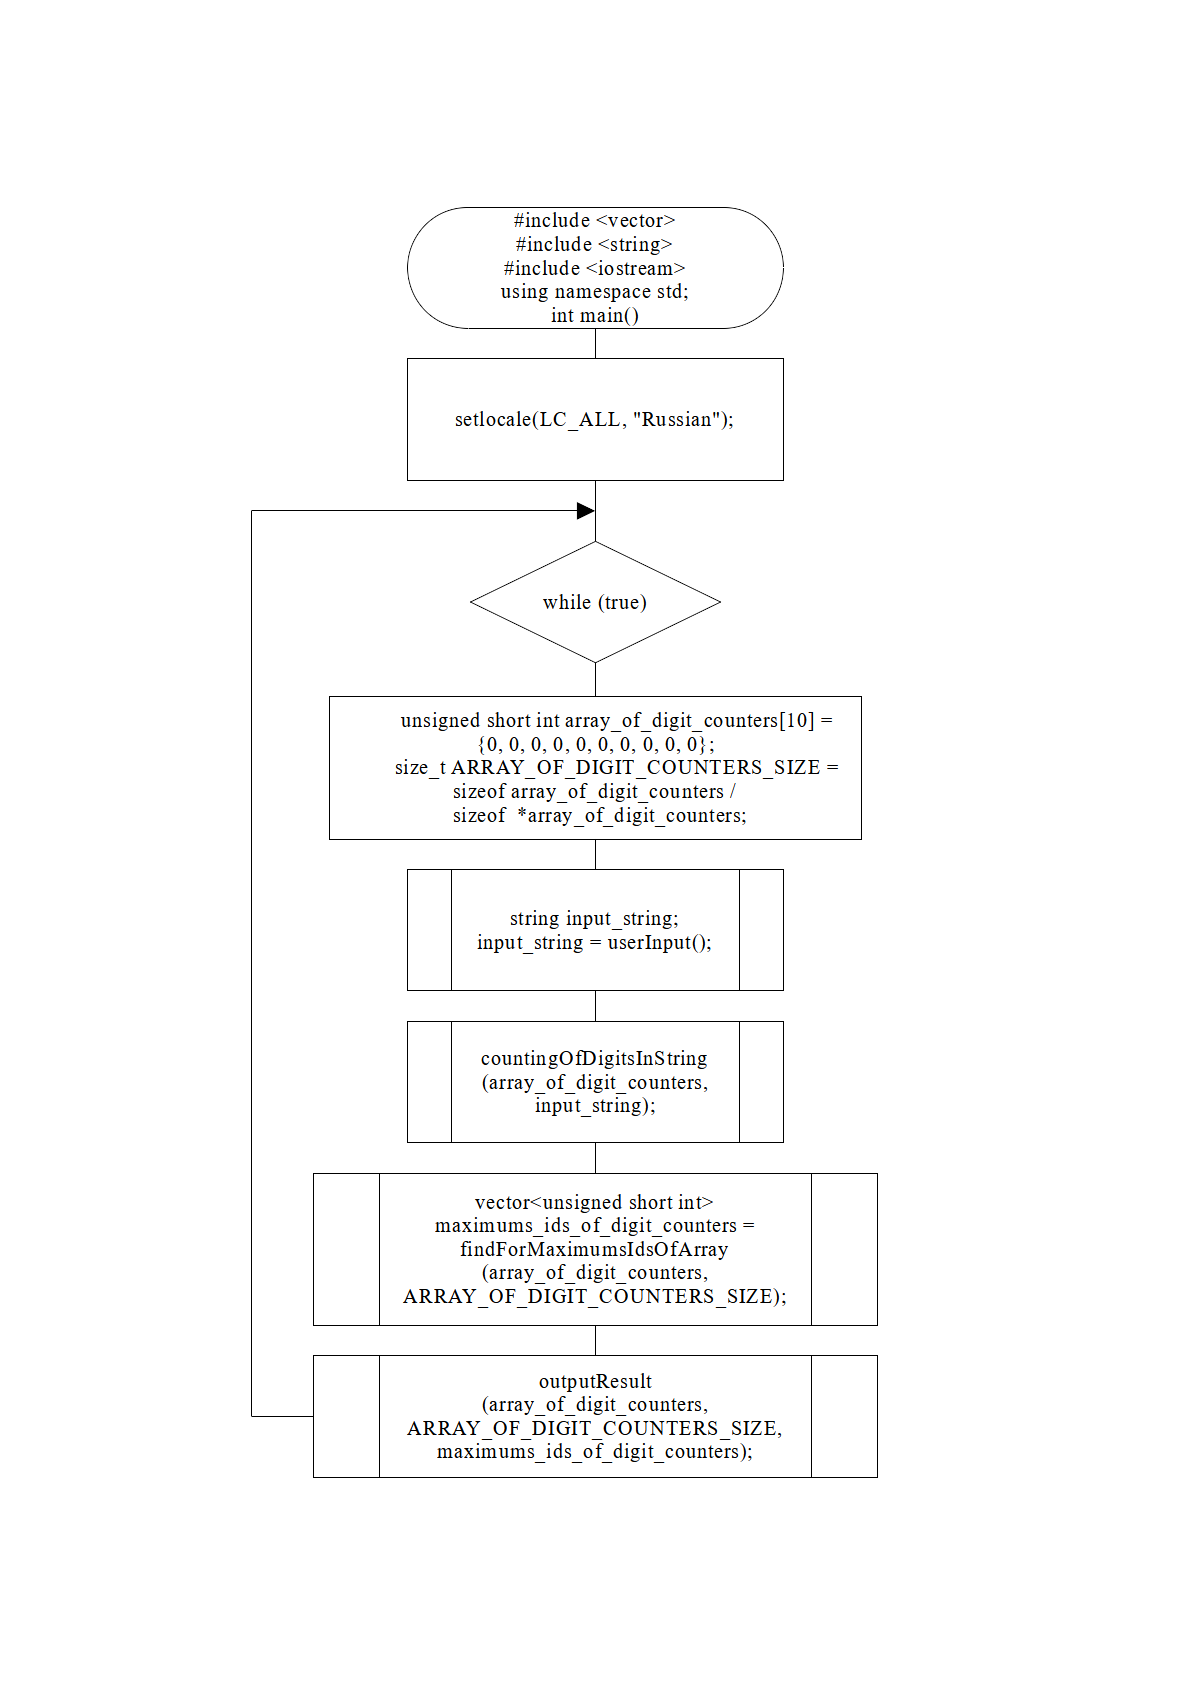 #include <vector>
#include <string>
#include <iostream>
using namespace std;
int main()
setlocale(LC_ALL, "Russian");
while (true)
unsigned short int array_of_digit_counters[10] =
{0, 0, 0, 0, 0, 0, 0, 0, 0, 0};
size_t ARRAY_OF_DIGIT_COUNTERS_SIZE =
sizeof array_of_digit_counters /
sizeof  *array_of_digit_counters;
string input_string;
input_string = userInput();
countingOfDigitsInString
(array_of_digit_counters,
input_string);
vector<unsigned short int>
maximums_ids_of_digit_counters =
findForMaximumsIdsOfArray
(array_of_digit_counters,
ARRAY_OF_DIGIT_COUNTERS_SIZE);
outputResult
(array_of_digit_counters,
ARRAY_OF_DIGIT_COUNTERS_SIZE,
maximums_ids_of_digit_counters);